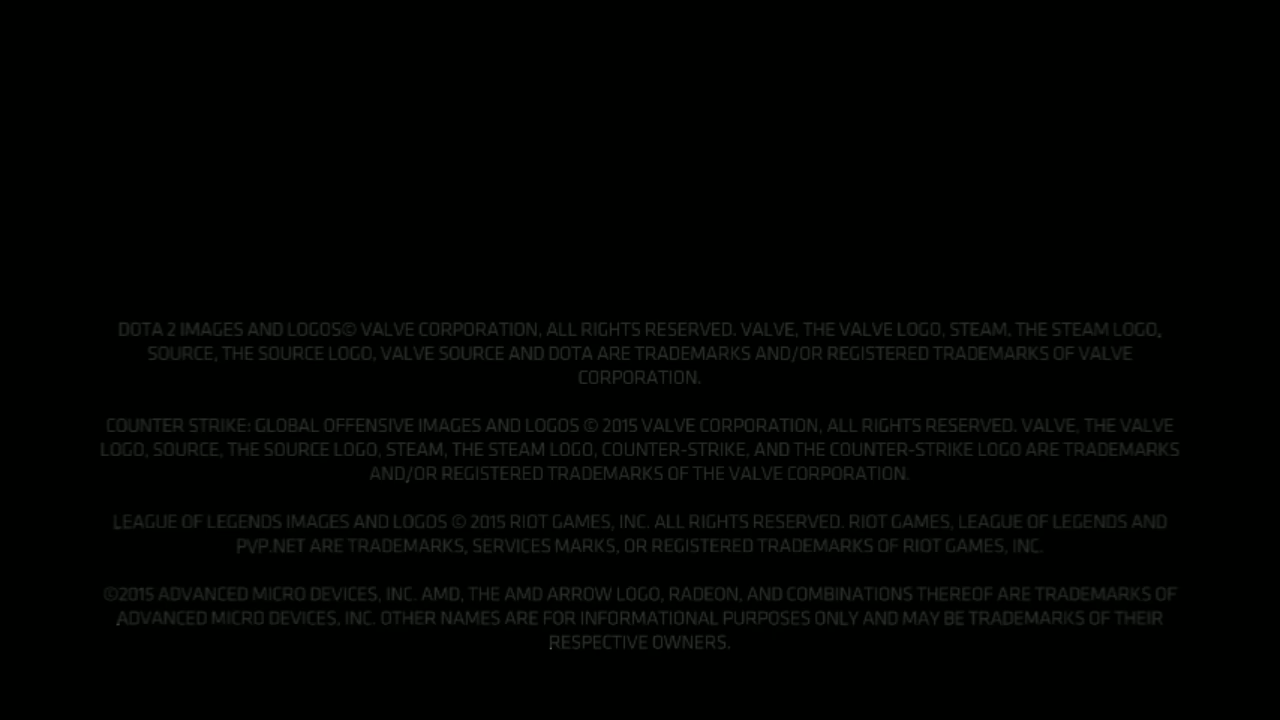 DOTA 2 IMAGES AND LOGOS© VALVE CORPORATION, ALL RIGHTS RESERVED. VALVE, THE VALVE LOGO, STEAM, THE STEAM LOGO,
SOURCE, THE SOURCE LOGO, VALVE SOURCE AND DOTA ARE TRADEMARKS AND/OR REGISTERED TRADEMARKS OF VALVE
CORPORATION.
COUNTER STRIKE: GLOBAL OFFENSIVE IMAGES AND LOGOS © 2015 VALVE CORPORATION, ALL RIGHTS RESERVED. VALVE, THE VALVE
LOGO, SOURCE, THE SOURCE LOGO, STEAM, THE STEAM LOGO, COUNTER-STRIKE, AND THE COUNTER-STRIKE LOGO ARE TRADEMARKS
AND/OR REGISTERED TRADEMARKS OF THE VALVE CORPORATION.
LEAGUE OF LEGENDS IMAGES AND LOGOS © 2015 RIOT GAMES, INC. ALL RIGHTS RESERVED. RIOT GAMES, LEAGUE OF LEGENDS AND
PVP.NET ARE TRADEMARKS, SERVICES MARKS, OR REGISTERED TRADEMARKS OF RIOT GAMES, INC.
©2015 ADVANCED MICRO DEVICES, INC. AMD, THE AMD ARROW LOGO, RADEON, AND COMBINATIONS THEREOF ARE TRADEMARKS OF
ADVANCED MICRO DEVICES, INC. OTHER NAMES ARE FOR INFORMATIONAL PURPOSES ONLY AND MAY BE TRADEMARKS OF THEIR
RESPECTIVE OWNERS.